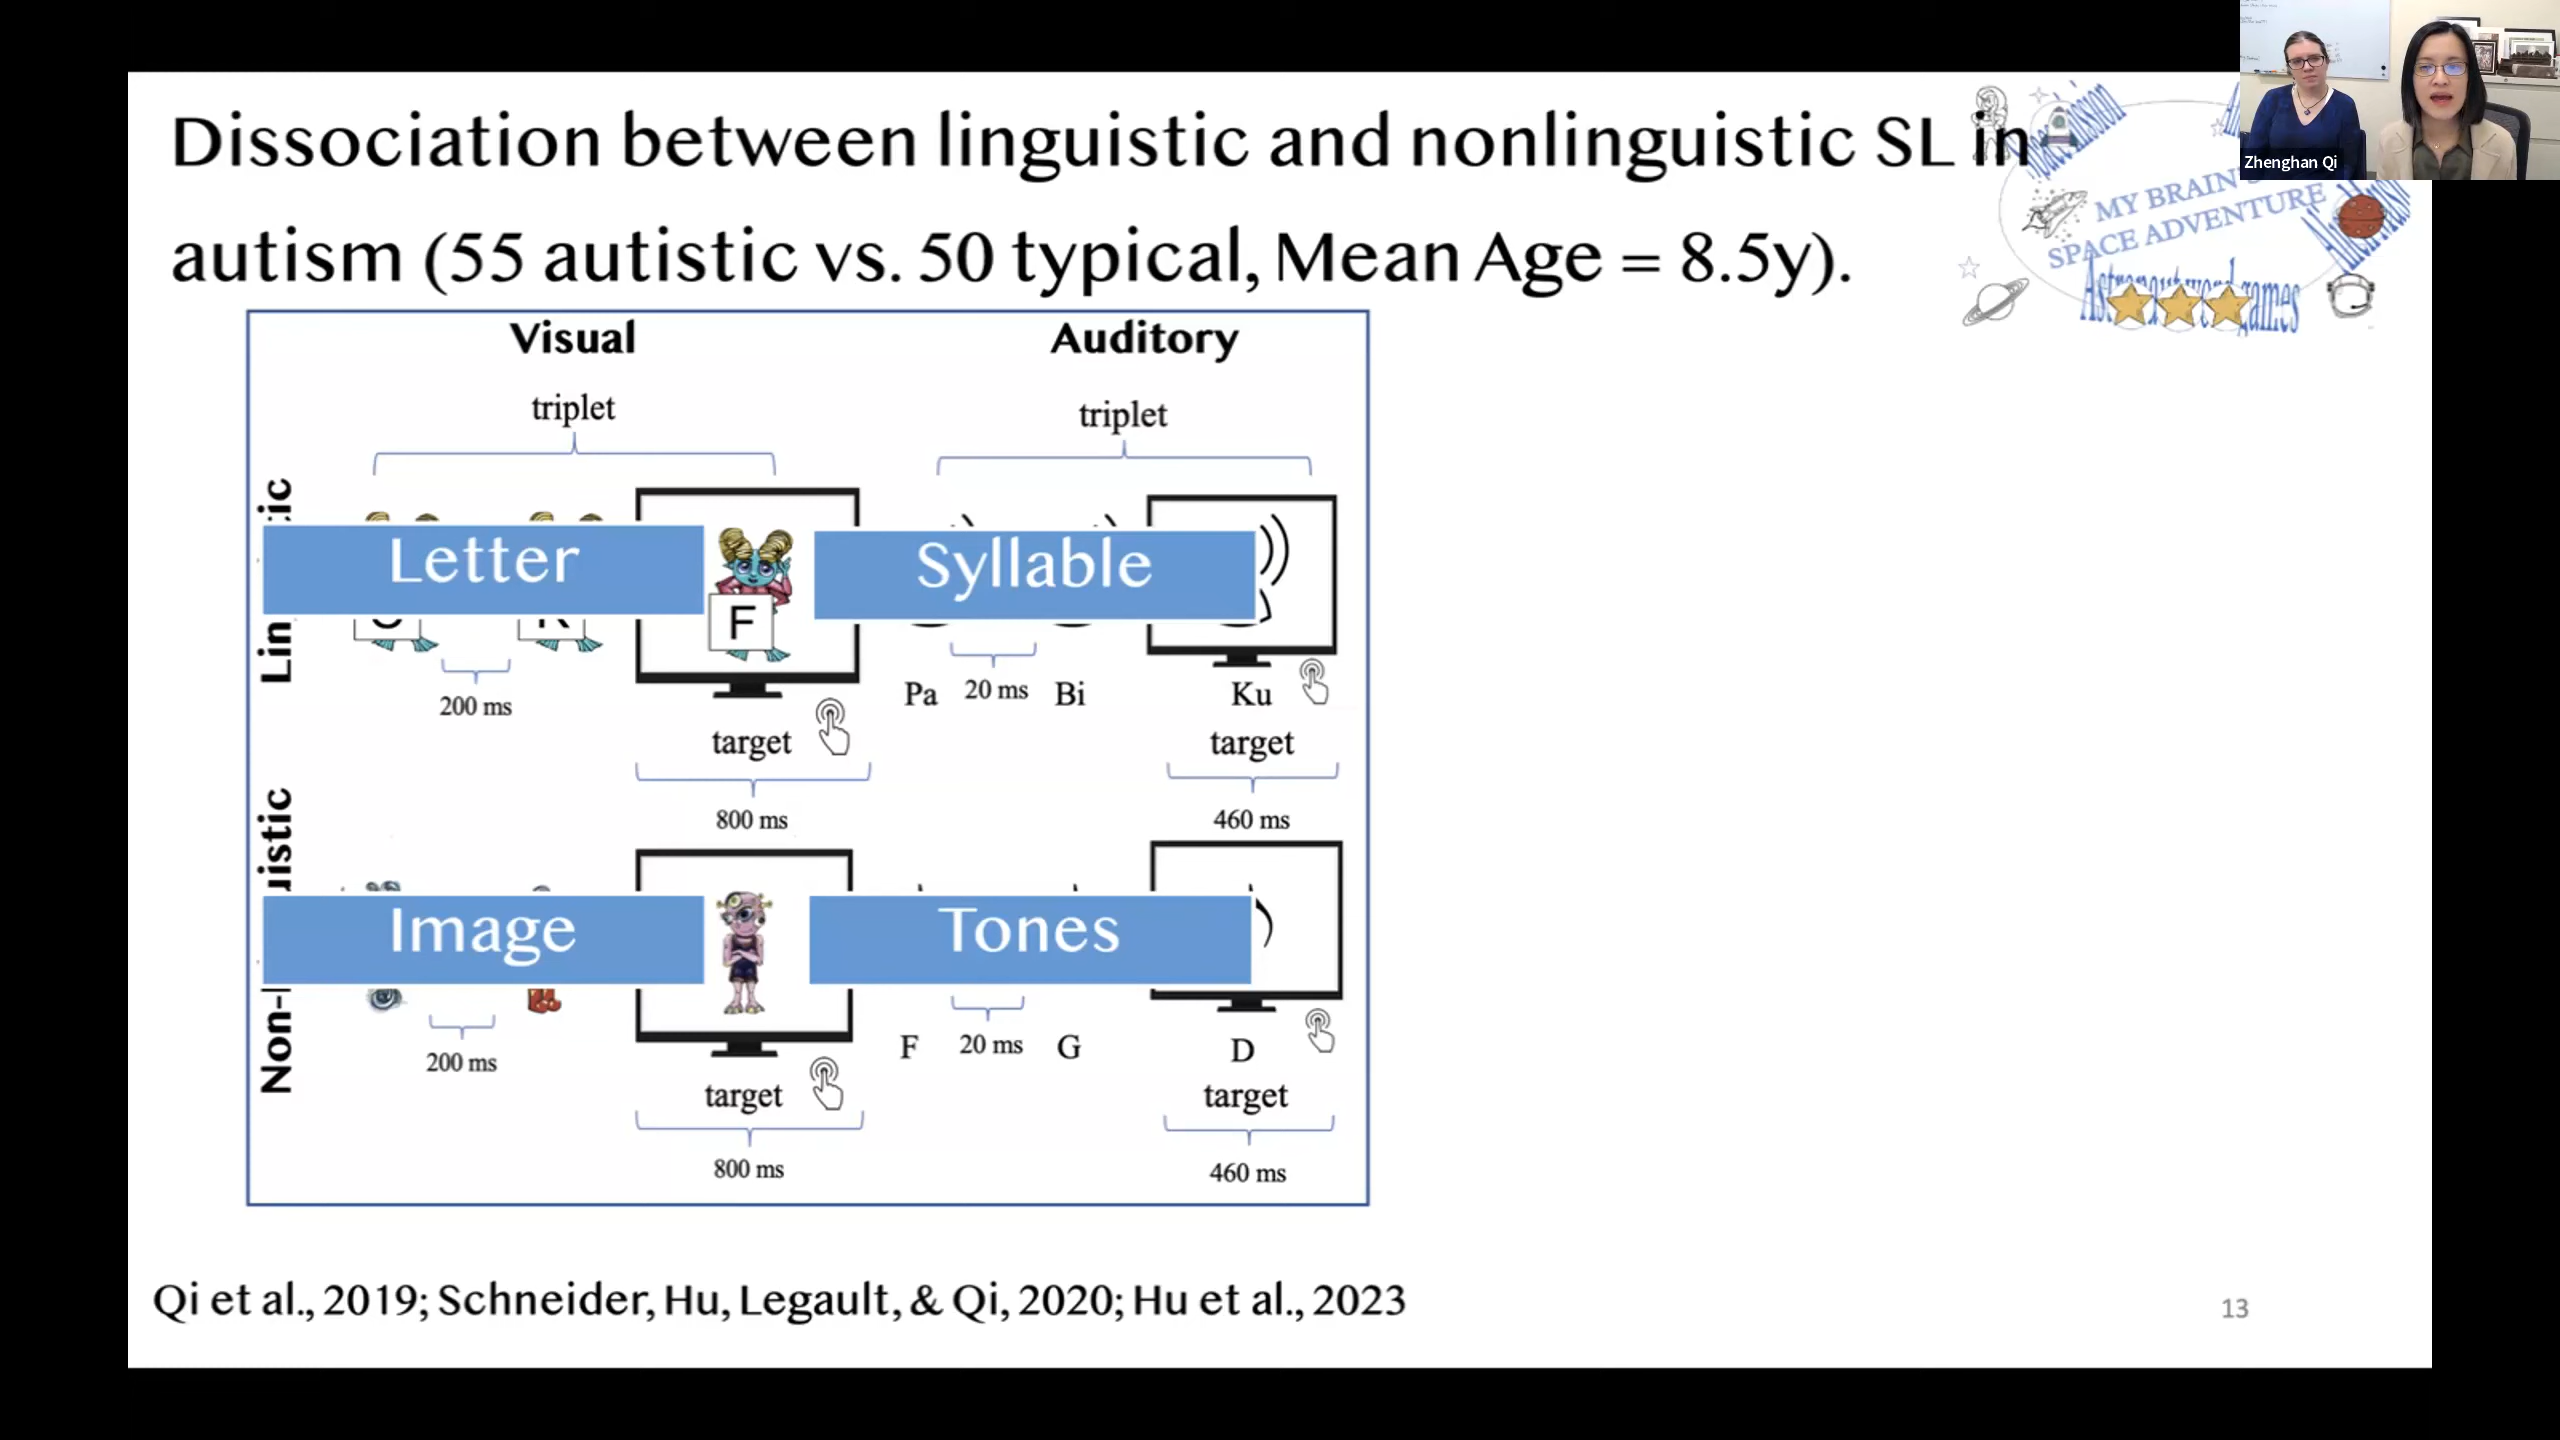 Dissociation between linguistic and nonlinguistic SL in
autism (55 autistic vs. 50 typical, Mean Age = 8.5y).
Zhenghan Qi
MY BRAIN'S
SPACE ADVENTURE
Visual
Auditory
triplet
triplet
Letter
Syllable
F
200 ms
Pa
20 ms
Bi
Ku
target
target
800 ms
460 ms
Image
Tones
200 ms
F
20 ms
G
D
target
target
800 ms
460 ms
Qi et al., 2019; Schneider, Hu, Legault, & Qi, 2020; Hu et al., 2023
13